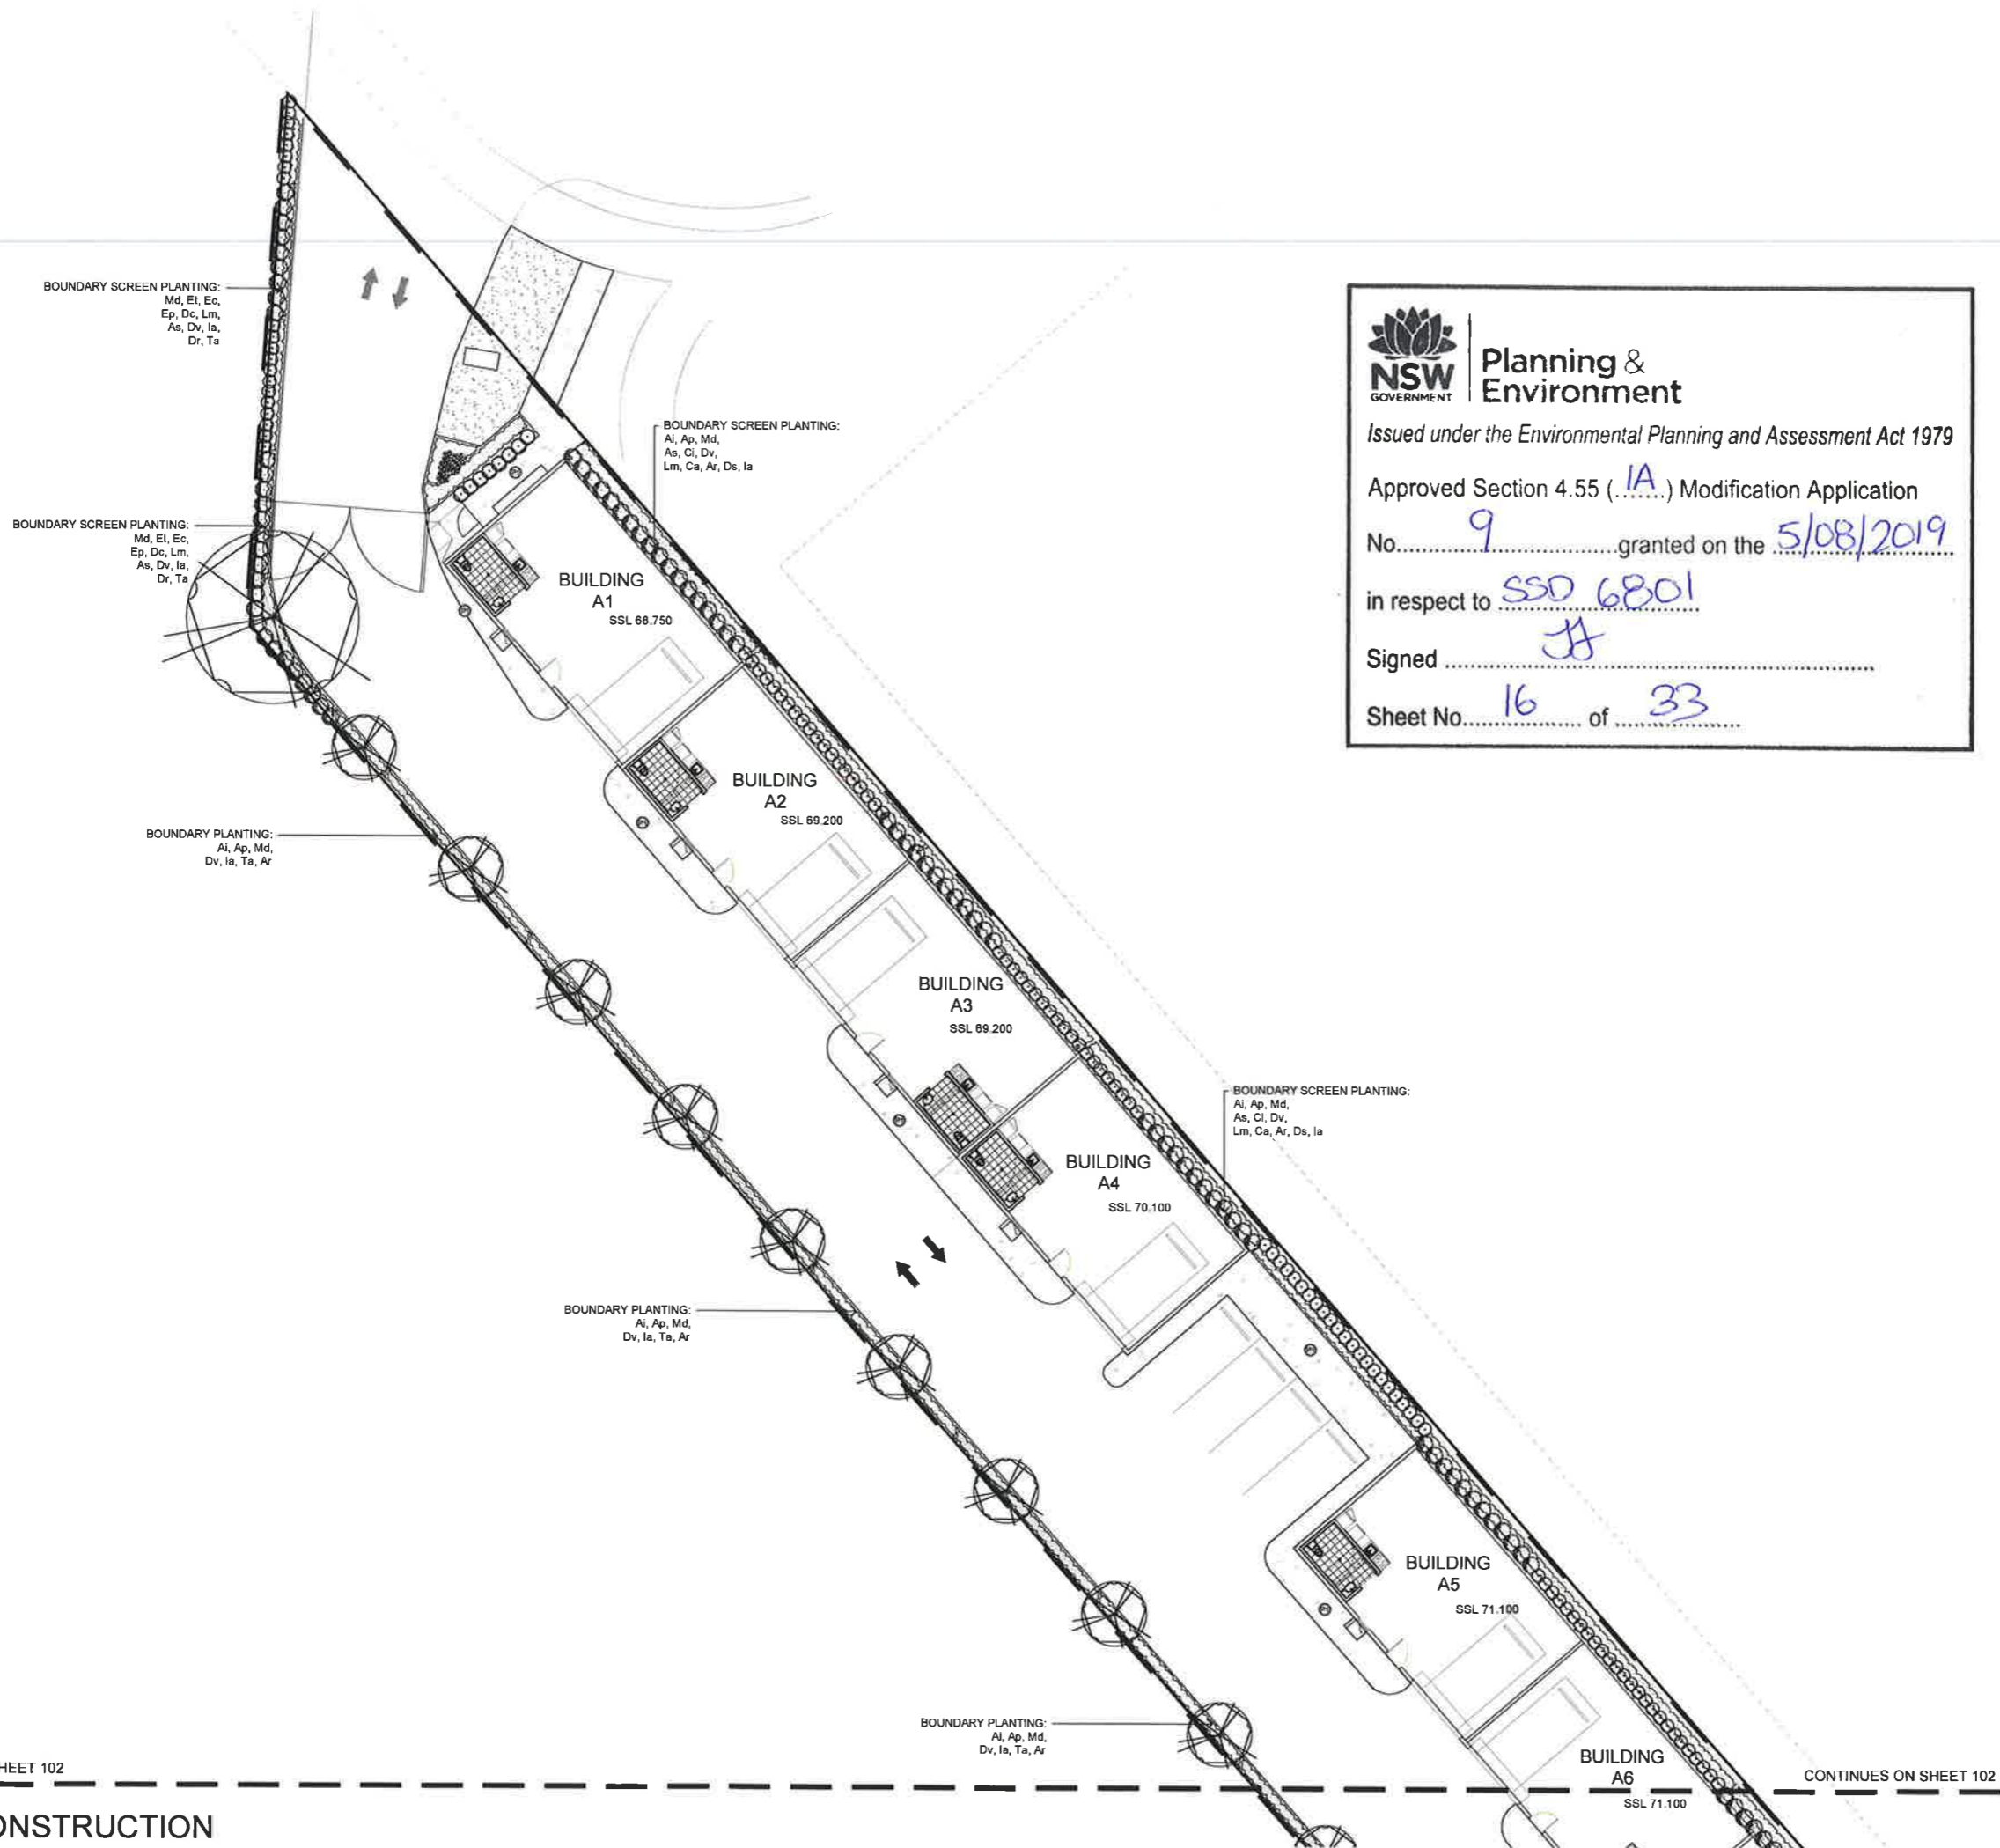 BOUNDARY SCREEN PLANTING:
Md, Et, Ec,
Ep, Dc, Lm,
As, Dv, Ia,
Dr, Ta
NSW
GOVERNMENT
Planning &
Environment
Issued under the Environmental Planning and Assessment Act 1979
Approved Section 4.55 (..1A..) Modification Application
No. 9 granted on the 5/08/2019
in respect to SSD 6801
Signed
Sheet No. 16 of 33
BOUNDARY SCREEN PLANTING:
Ai, Ap, Md,
As, Ci, Dv,
Lm, Ca, Ar, Ds, Ia
BOUNDARY SCREEN PLANTING:
Md, El, Ec,
Ep, Dc, Lm,
As, Dv, Ia,
Dr, Ta
BUILDING
A1
SSL 68.750
BUILDING
A2
SSL 69.200
BOUNDARY PLANTING:
Ai, Ap, Md,
Dv, Ia, Ta, Ar
BUILDING
A3
SSL 69.200
BOUNDARY SCREEN PLANTING:
Ai, Ap, Md,
As, Ci, Dv,
Lm, Ca, Ar, Ds, Ia
BUILDING
A4
SSL 70.100
BOUNDARY PLANTING:
Ai, Ap, Md,
Dv, Ia, Ta, Ar
BUILDING
A5
SSL 71.100
BOUNDARY PLANTING:
Ai, Ap, Md,
Dv, Ia, Ta, Ar
BUILDING
A6
SSL 71.100
HEET 102
CONTINUES ON SHEET 102
ONSTRUCTION